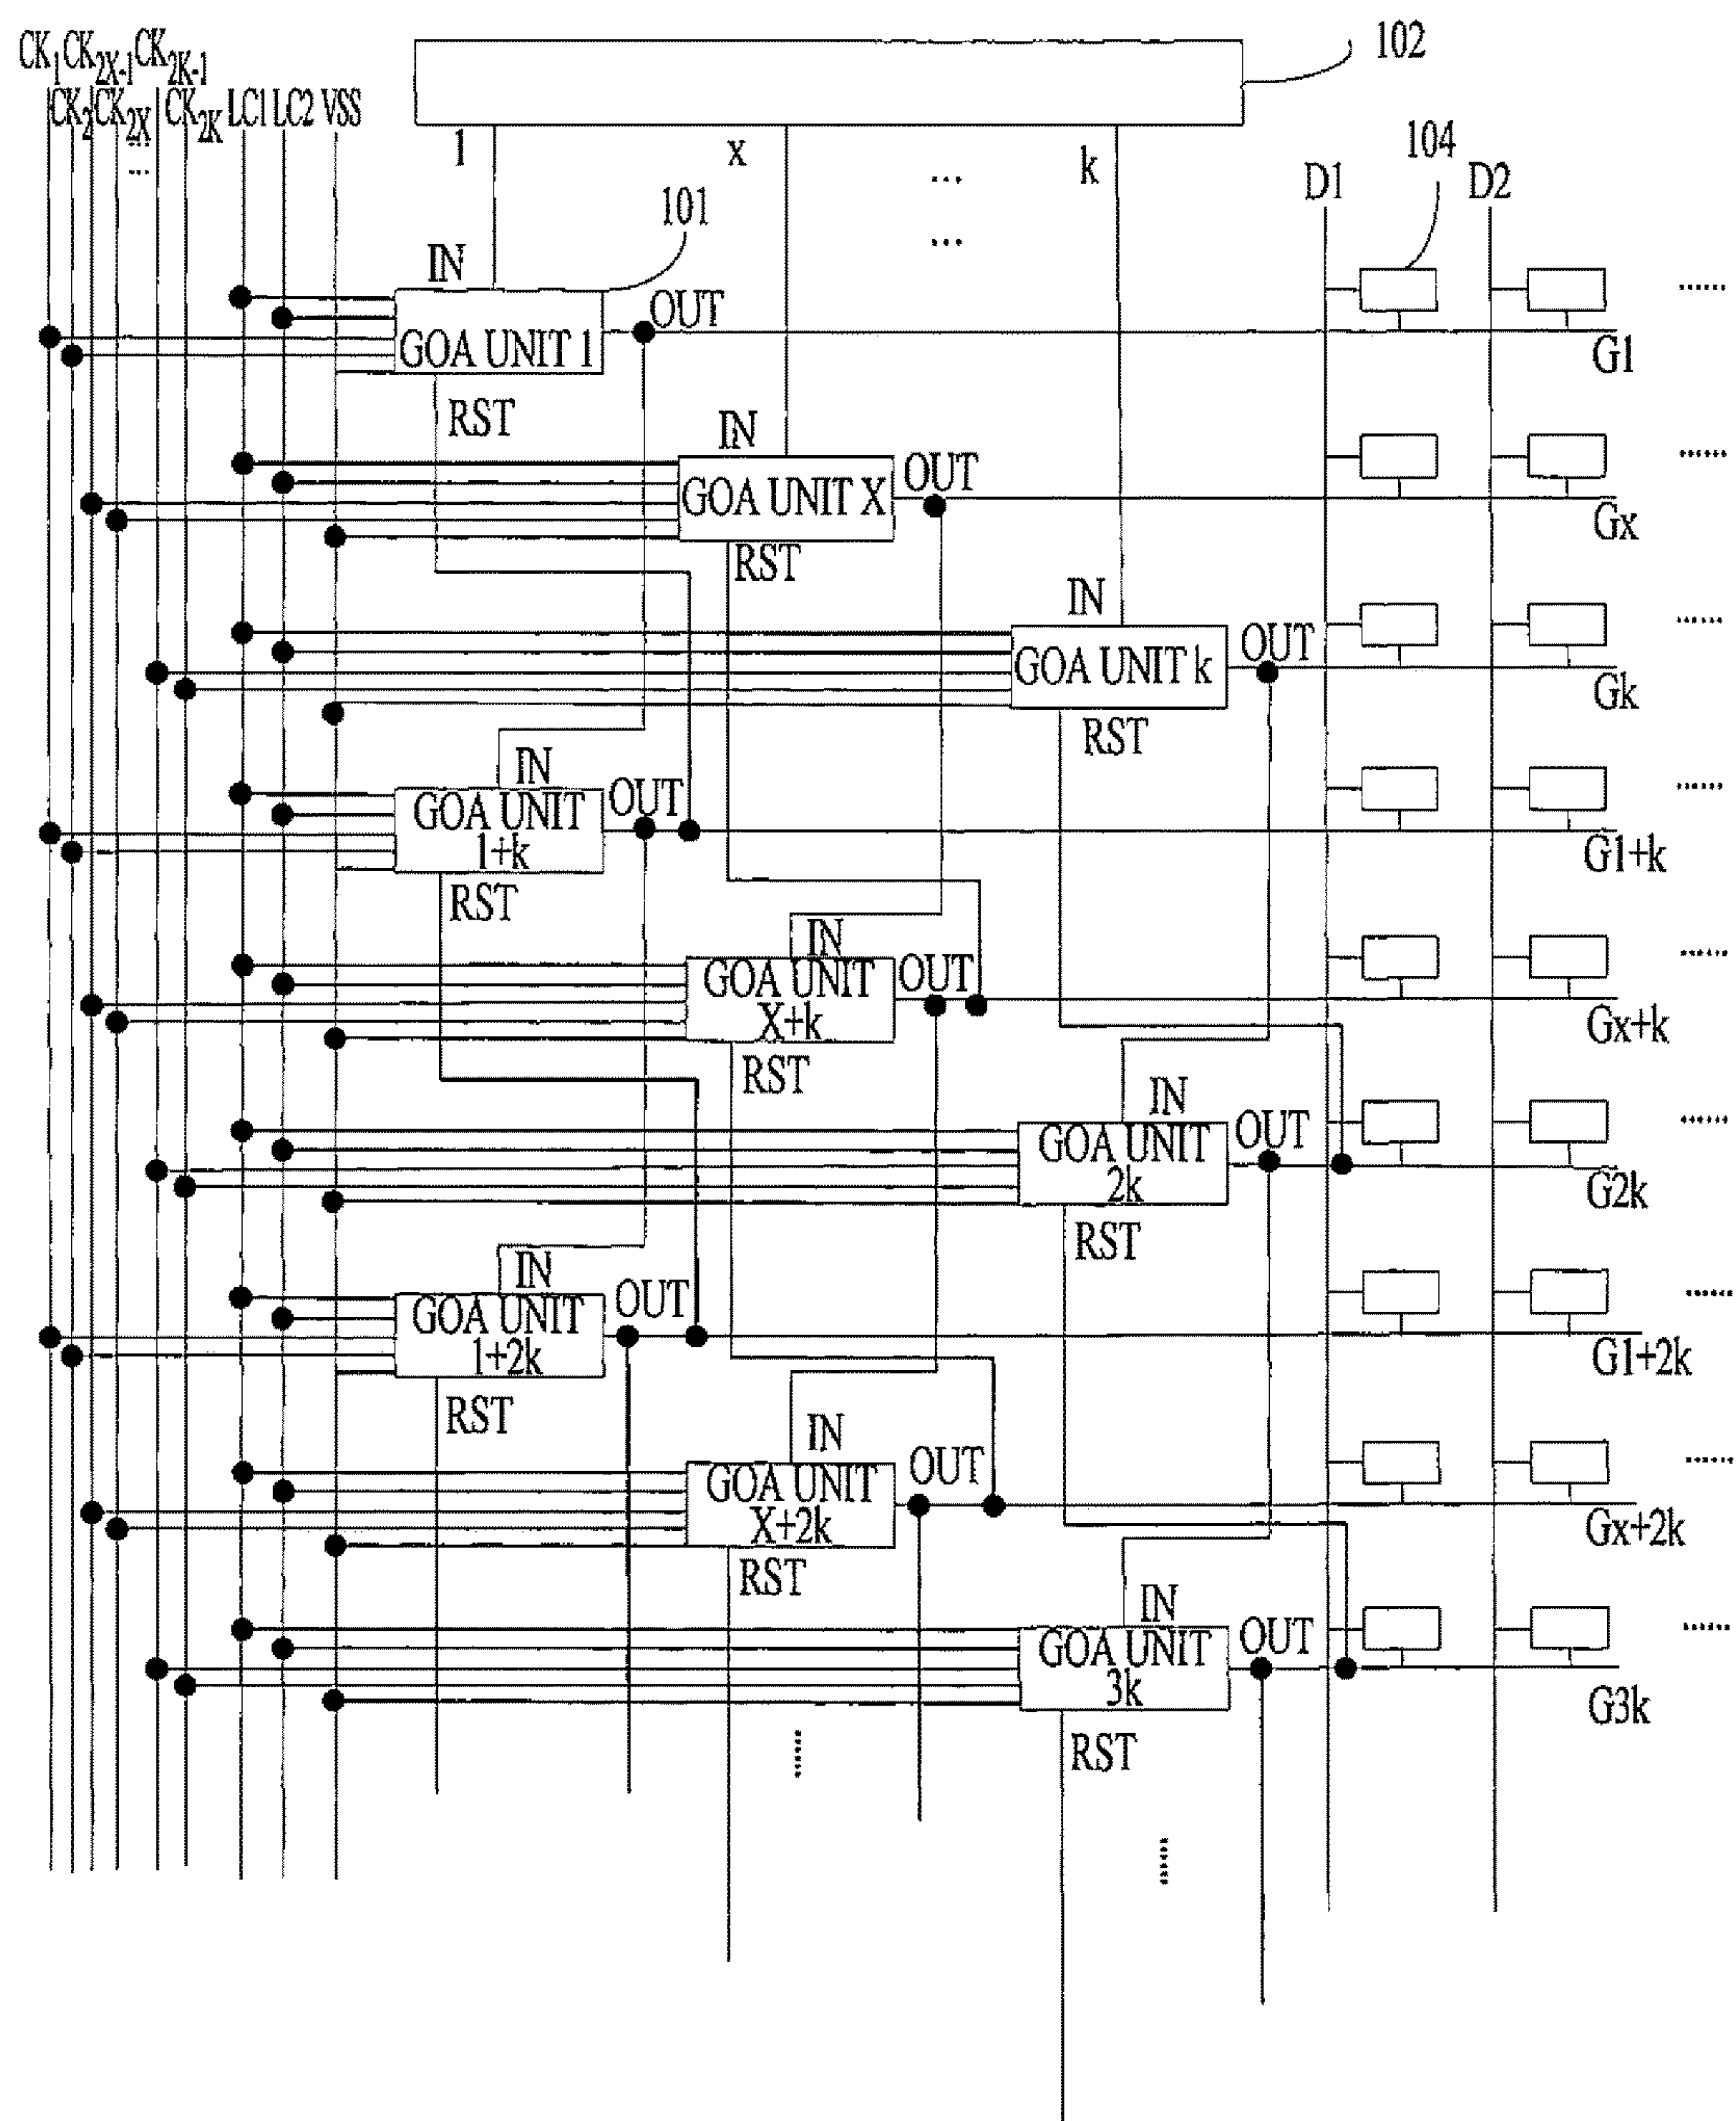 CK1 CK2X-1 CK2K-1
CK2 CK2X CK2K LC1 LC2 VSS
...
102
1 x k
...
...
104
D1 D2
101
IN
OUT
GOA UNIT 1
RST
......
G1
IN
OUT
GOA UNIT X
RST
......
Gx
IN
OUT
GOA UNIT k
RST
......
Gk
IN
OUT
GOA UNIT
1+k
RST
......
G1+k
IN
OUT
GOA UNIT
X+k
RST
......
Gx+k
IN
OUT
GOA UNIT
2k
RST
......
G2k
IN
OUT
GOA UNIT
1+2k
RST
......
G1+2k
IN
OUT
GOA UNIT
X+2k
RST
......
Gx+2k
IN
OUT
GOA UNIT
3k
RST
......
G3k
......
......